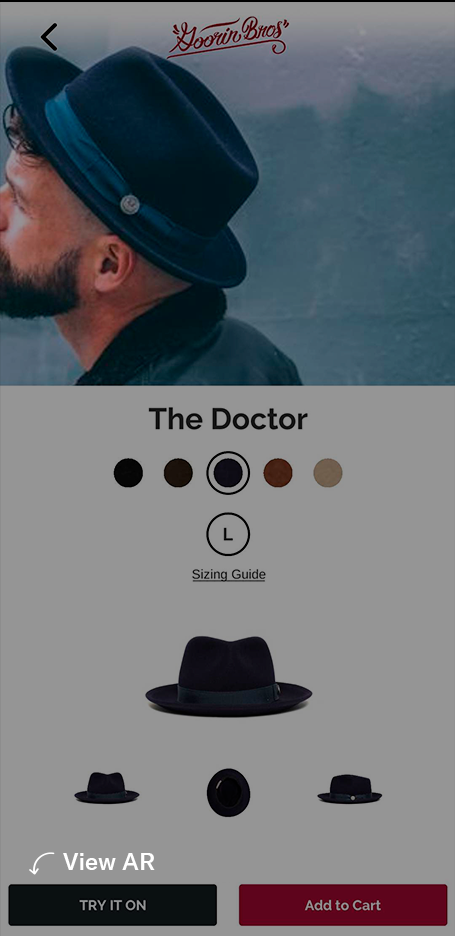 Goorin Bros
The Doctor
L
Sizing Guide
View AR
TRY IT ON
Add to Cart